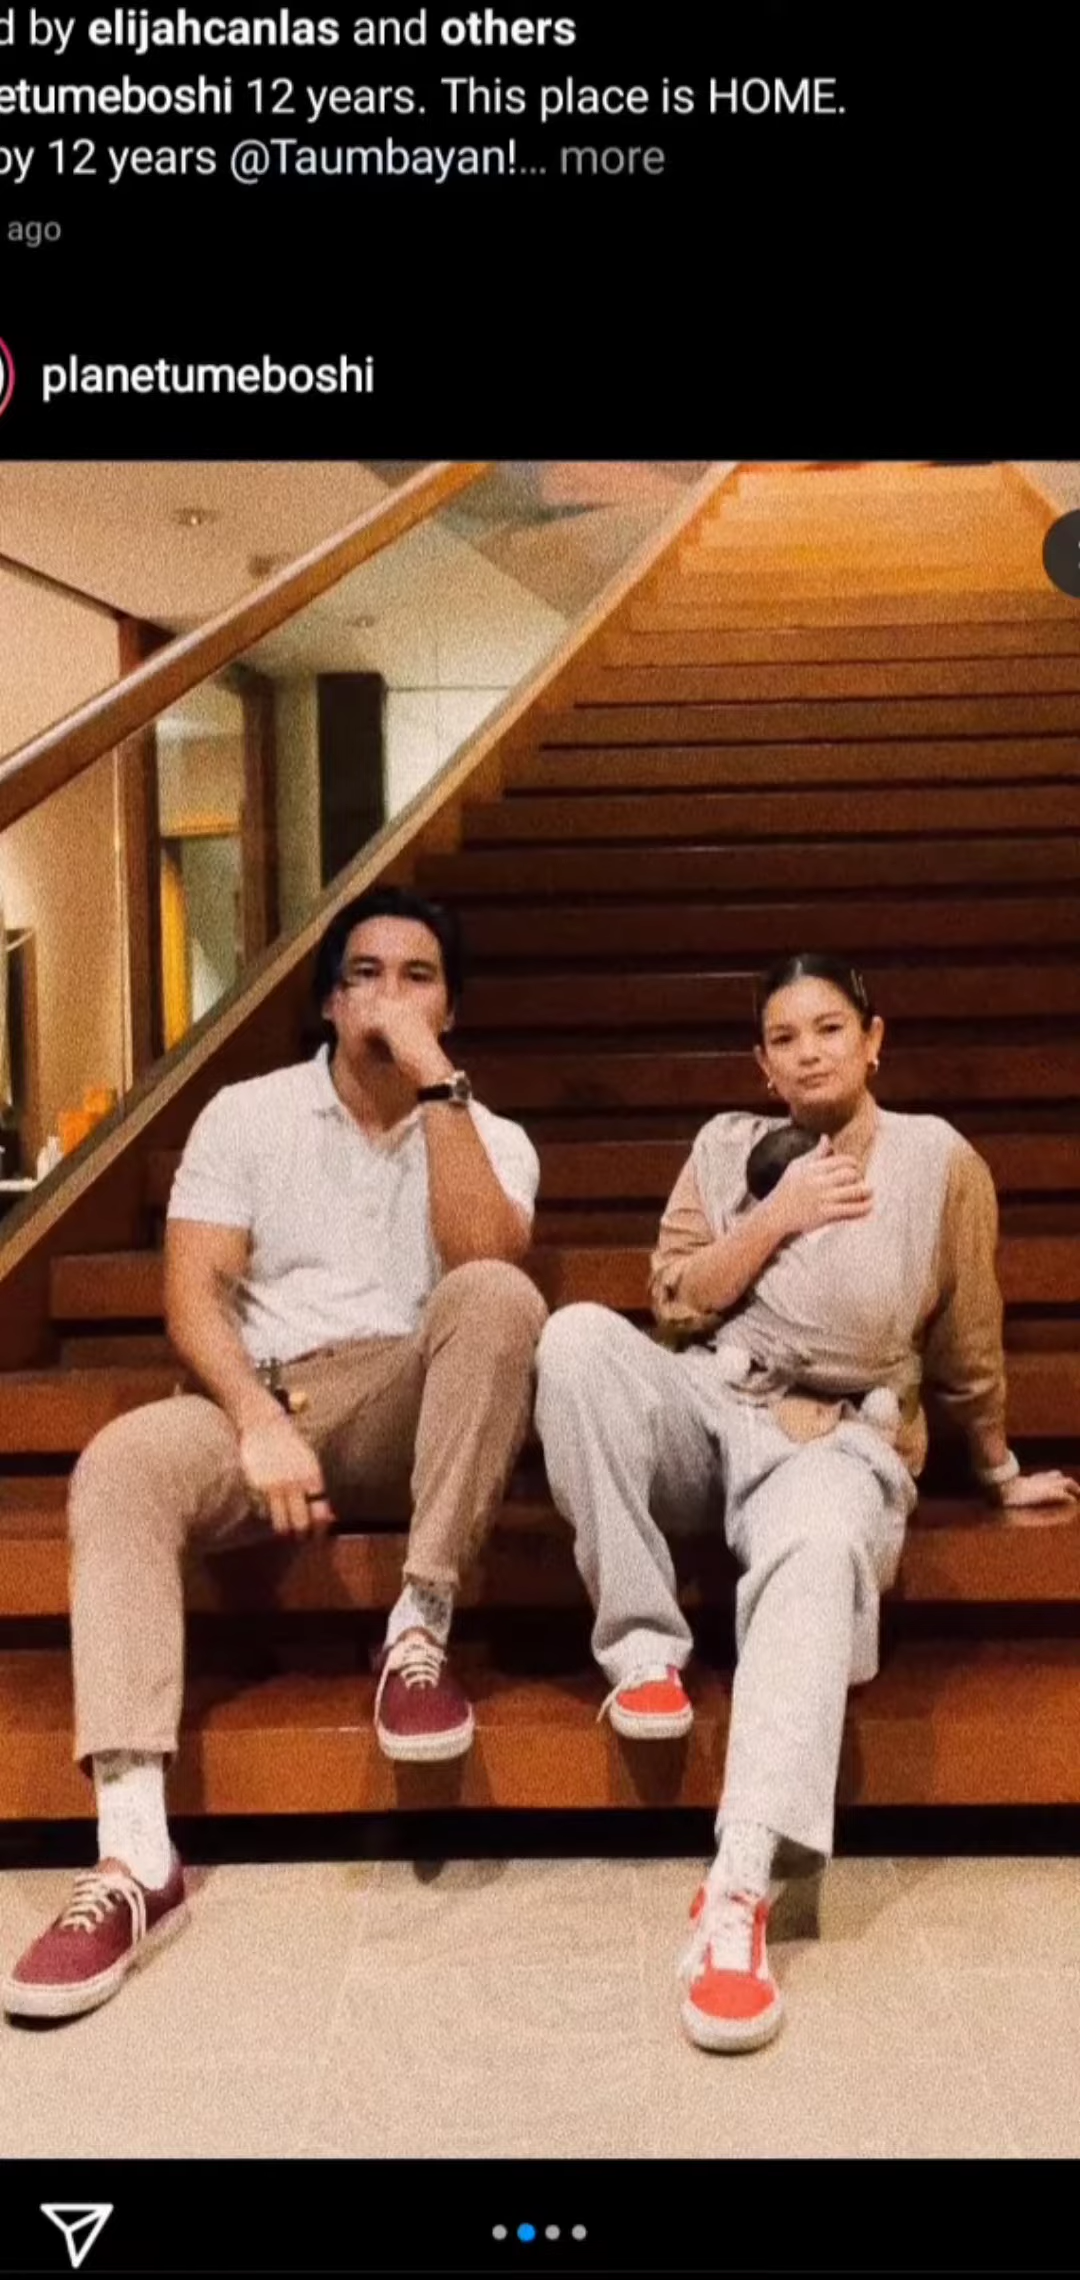 d by elijahcanlas and others
etumeboshi 12 years. This place is HOME.
by 12 years @Taumbayan!... more
ago
planetumeboshi